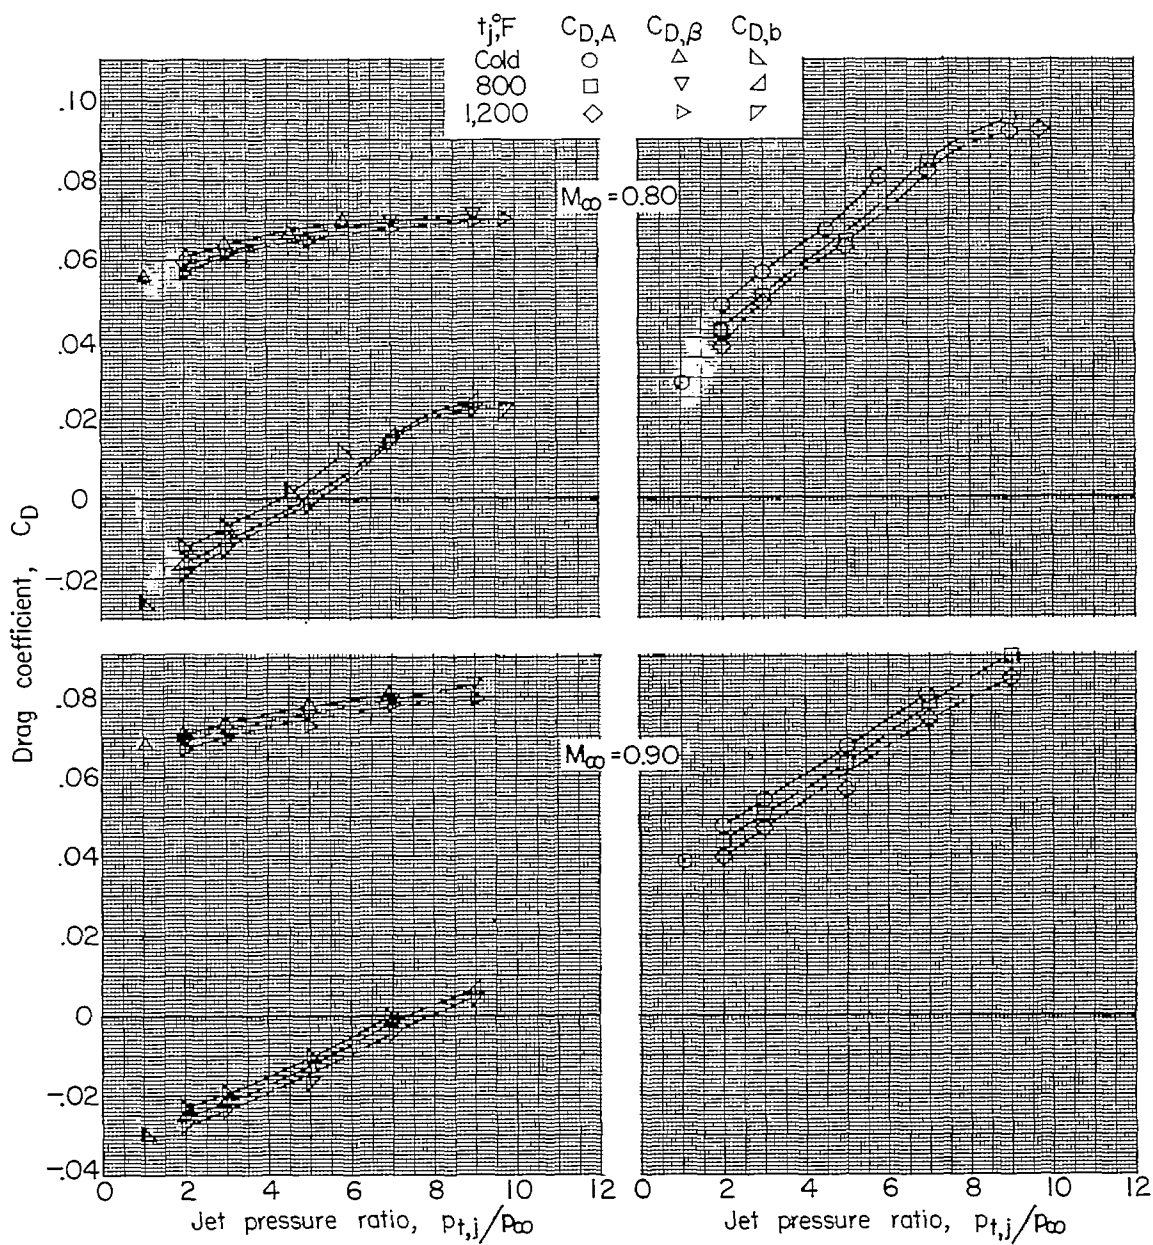 tj,°F CD,A CD,β CD,b
Cold
800
1,200
.10
.08
.06
.04
.02
0
-.02
M∞=0.80
Drag coefficient, CD
.08
.06
.04
.02
0
-.02
-.04
M∞=0.90
0 2 4 6 8 10 12
0 2 4 6 8 10 12
Jet pressure ratio, pt,j/p∞
Jet pressure ratio, pt,j/p∞